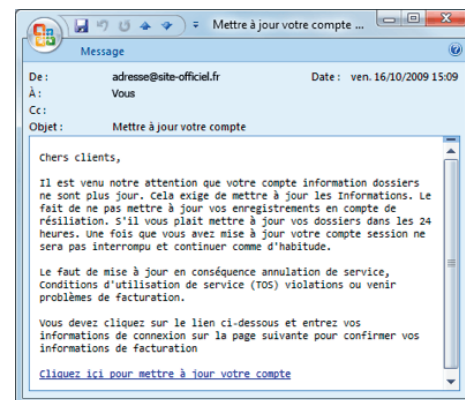 Mettre à jour votre compte ...
Message
De : adresse@site-officiel.fr Date : ven. 16/10/2009 15:09
À : Vous
Cc :
Objet : Mettre à jour votre compte
Chers clients,
Il est venu notre attention que votre compte information dossiers
ne sont plus jour. Cela exige de mettre à jour les Informations. Le
fait de ne pas mettre à jour vos enregistrements en compte de
résiliation. S'il vous plait mettre à jour vos dossiers dans les 24
heures. Une fois que vous avez mise à jour votre compte session ne
sera pas interrompu et continuer comme d'habitude.
Le faut de mise à jour en conséquence annulation de service,
Conditions d'utilisation de service (TOS) violations ou venir
problèmes de facturation.
Vous devez cliquez sur le lien ci-dessous et entrez vos
informations de connexion sur la page suivante pour confirmer vos
informations de facturation
Cliquez ici pour mettre à jour votre compte